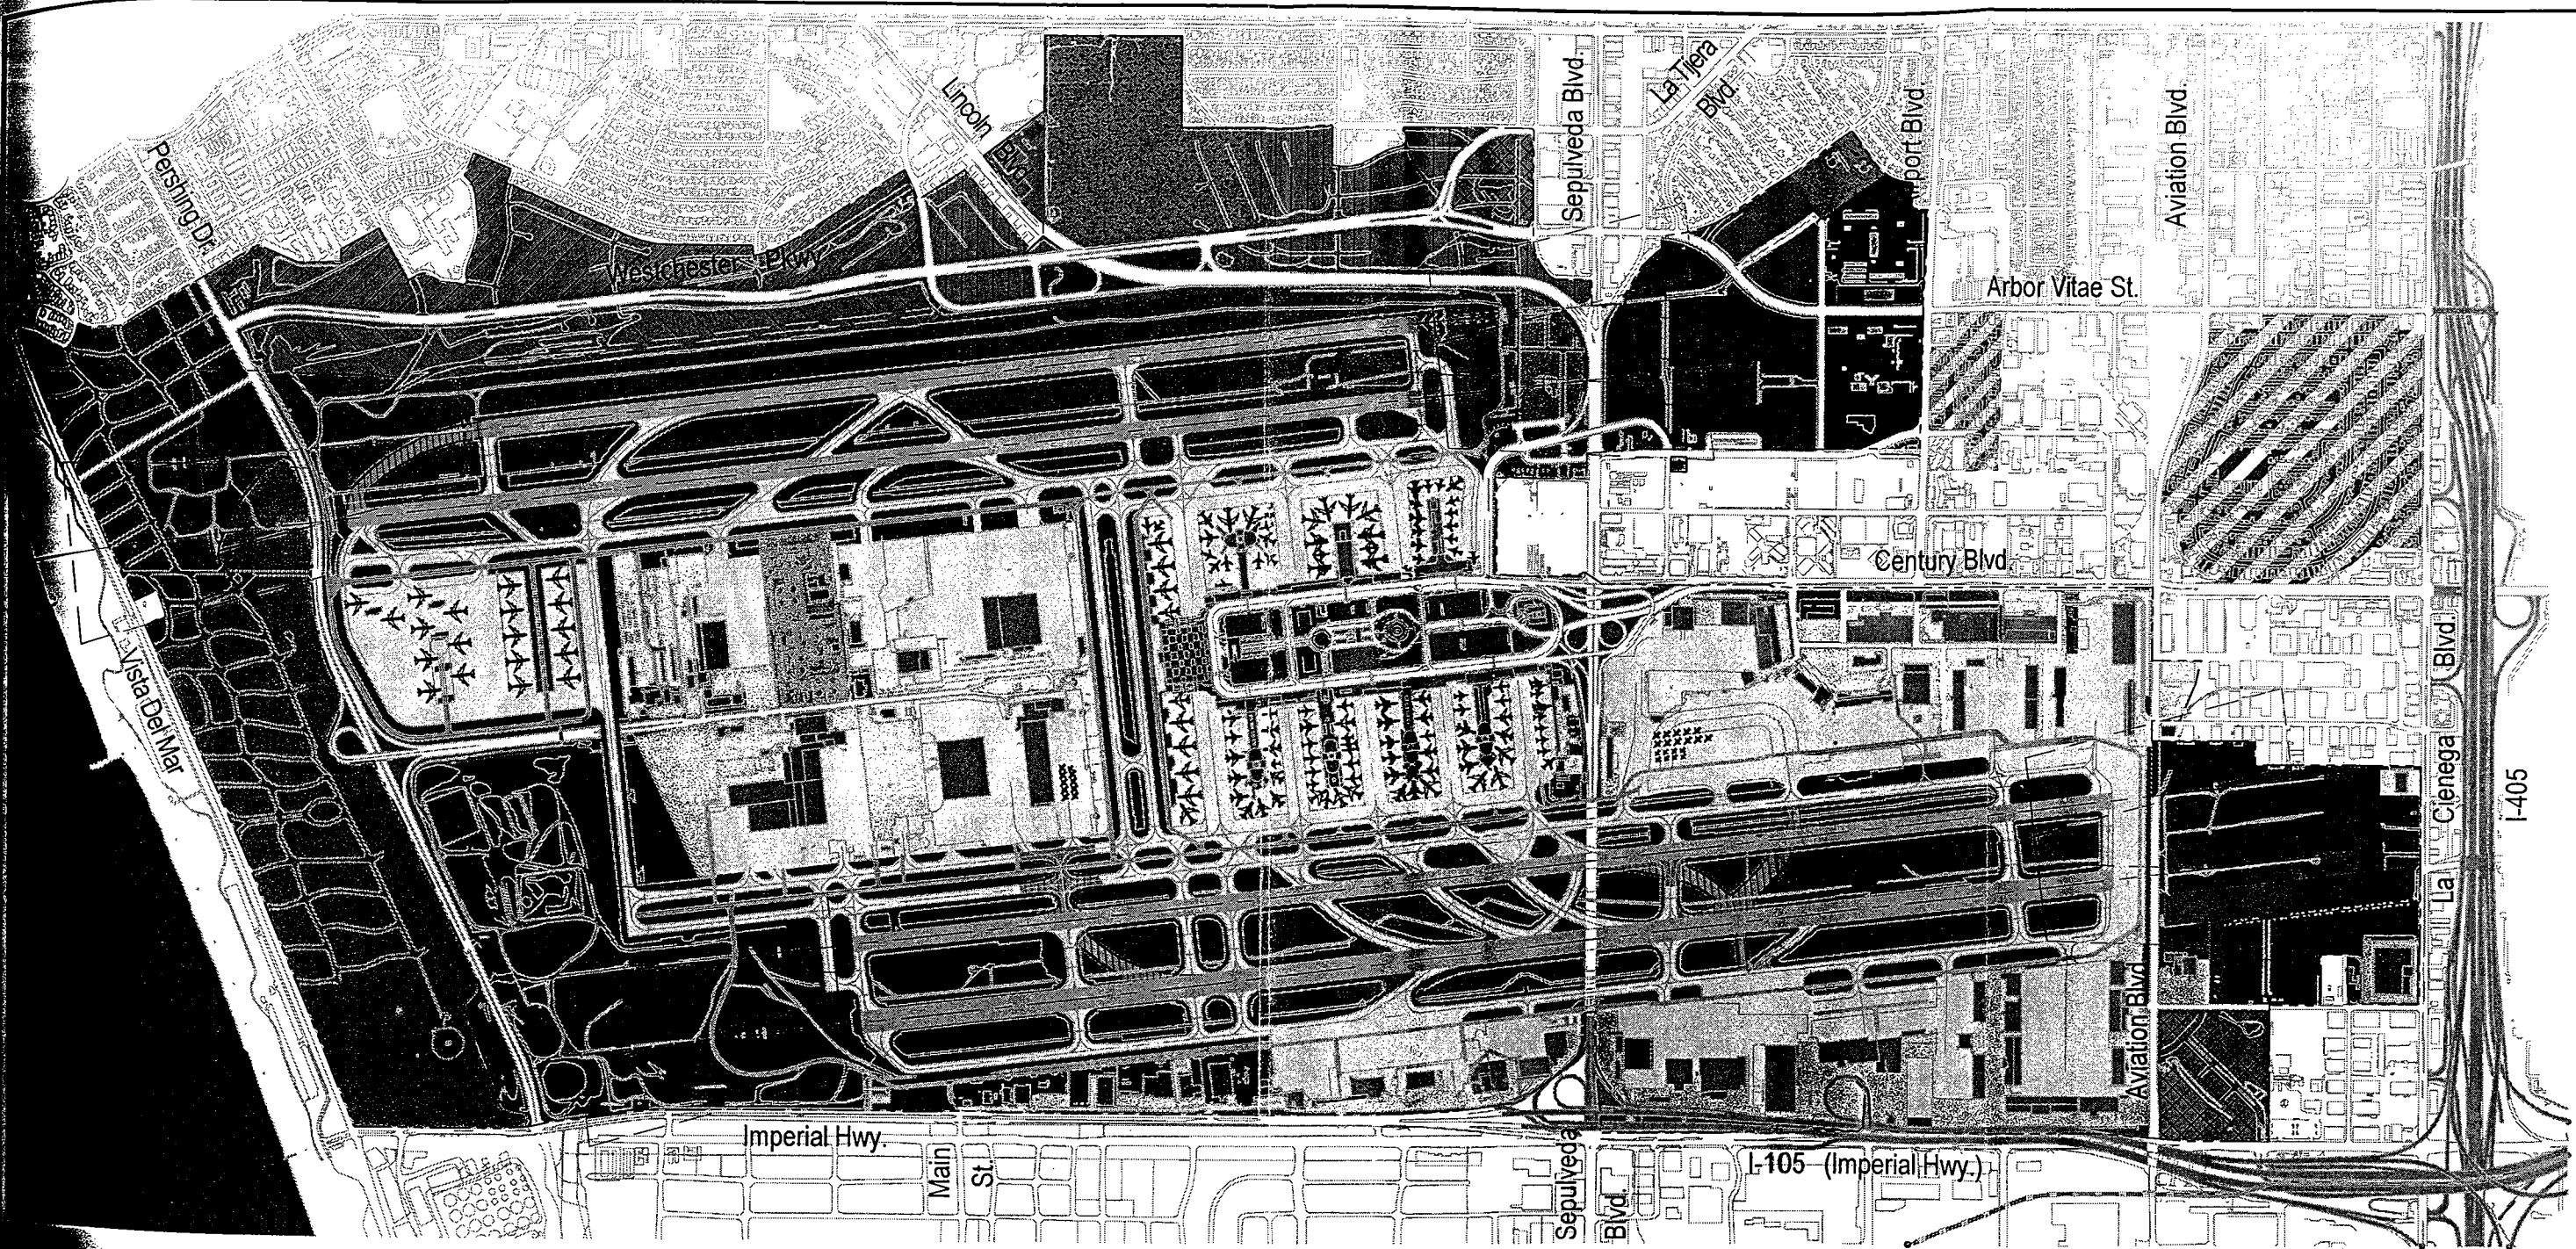 Pershing Dr.
Lincoln
Blvd.
Sepulveda Blvd.
La Tijera
Blvd.
port Blvd.
Aviation Blvd.
Westchester Pkwy
Arbor Vitae St.
Century Blvd.
Vista Del Mar
La Cienega Blvd.
I-405
Aviation Blvd.
Imperial Hwy.
Main
St.
Sepulveda
Blvd.
I-105 (Imperial Hwy.)